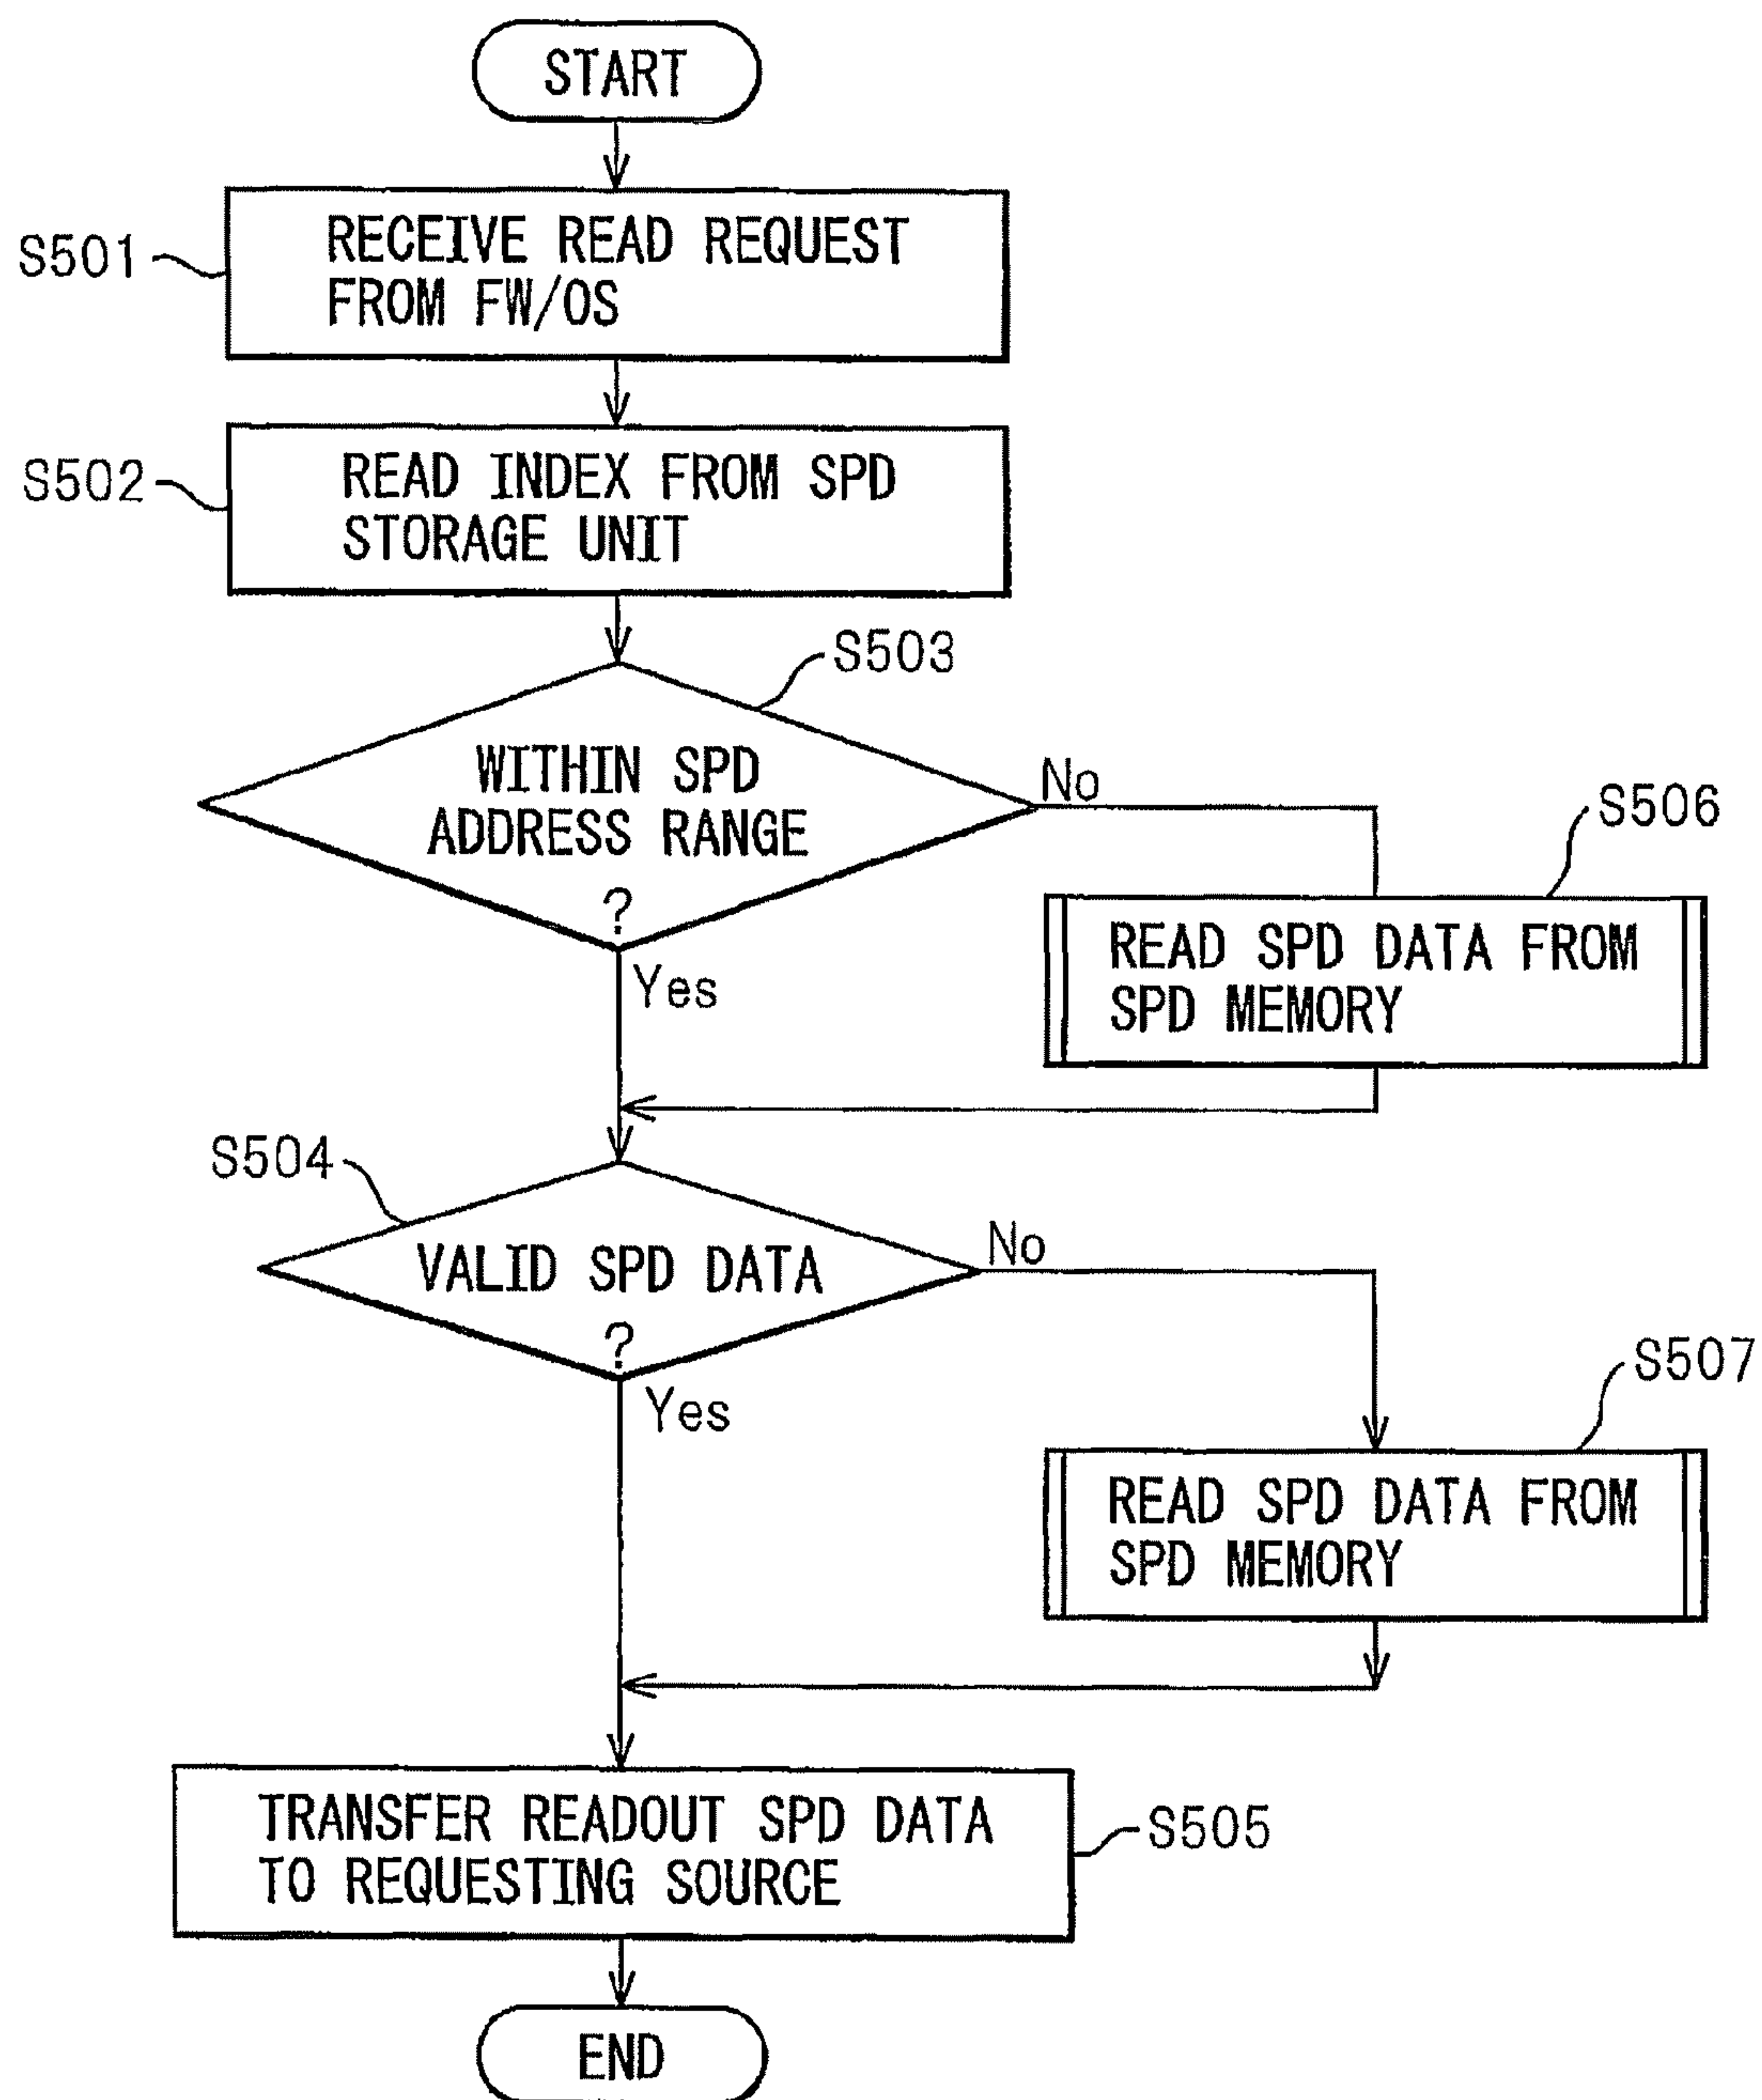 START
S501
RECEIVE READ REQUEST
FROM FW/OS
S502
READ INDEX FROM SPD
STORAGE UNIT
S503
WITHIN SPD
ADDRESS RANGE
?
No
Yes
S506
READ SPD DATA FROM
SPD MEMORY
S504
VALID SPD DATA
?
No
Yes
S507
READ SPD DATA FROM
SPD MEMORY
TRANSFER READOUT SPD DATA
TO REQUESTING SOURCE
S505
END